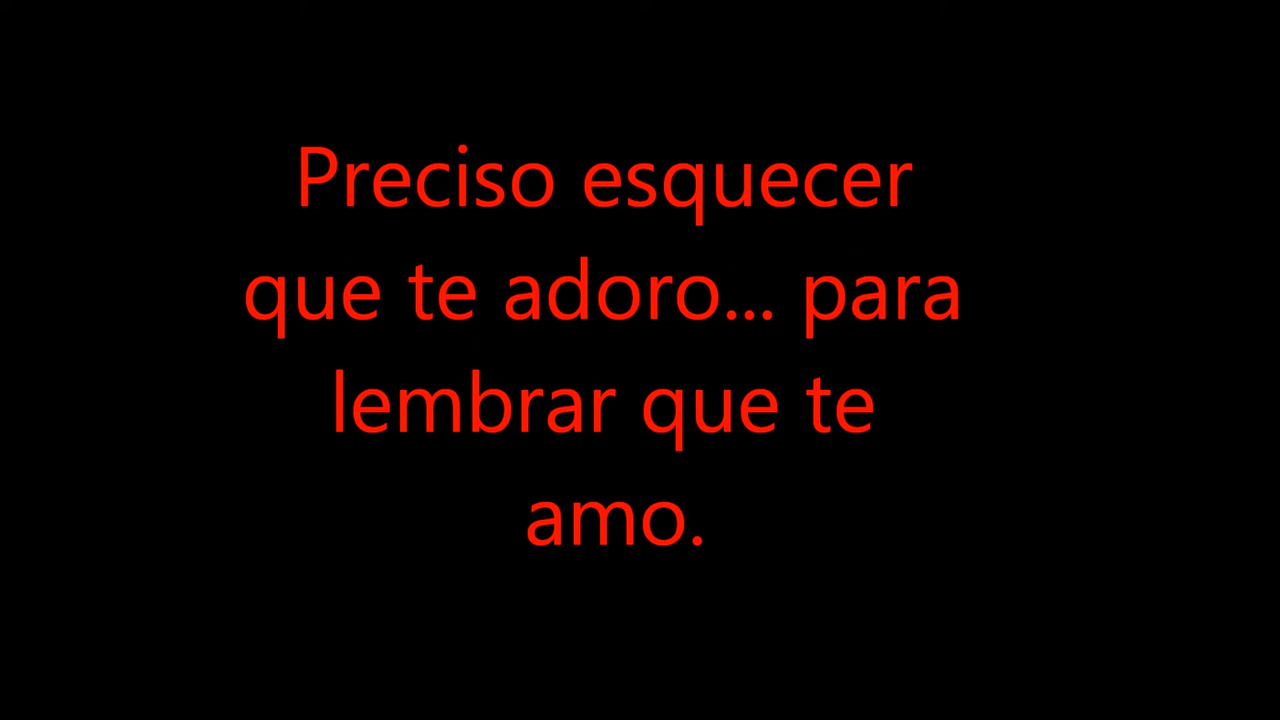 Preciso esquecer
que te adoro... para
lembrar que te
amo.